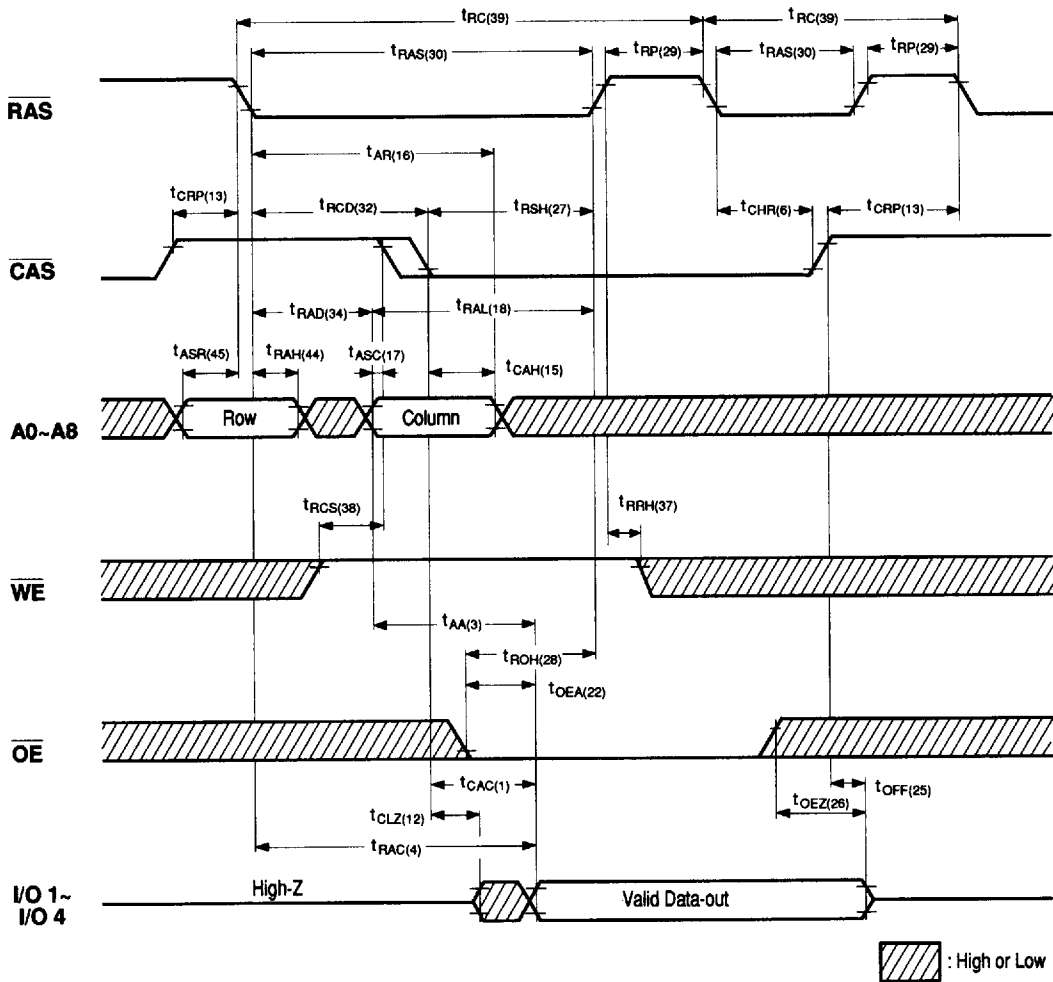 tRC(39) tRC(39)
tRAS(30) tRP(29) tRAS(30) tRP(29)
RAS
tAR(16)
tCRP(13) tRCD(32) tRSH(27) tCHR(6) tCRP(13)
CAS
tRAD(34) tRAL(18)
tASR(45) tRAH(44) tASC(17) tCAH(15)
A0~A8 Row Column
tRCS(38) tRRH(37)
WE
tAA(3)
tROH(28)
tOEA(22)
OE
tCAC(1) tOFF(25)
tCLZ(12) tOEZ(26)
tRAC(4)
I/O 1~ High-Z Valid Data-out
I/O 4
: High or Low